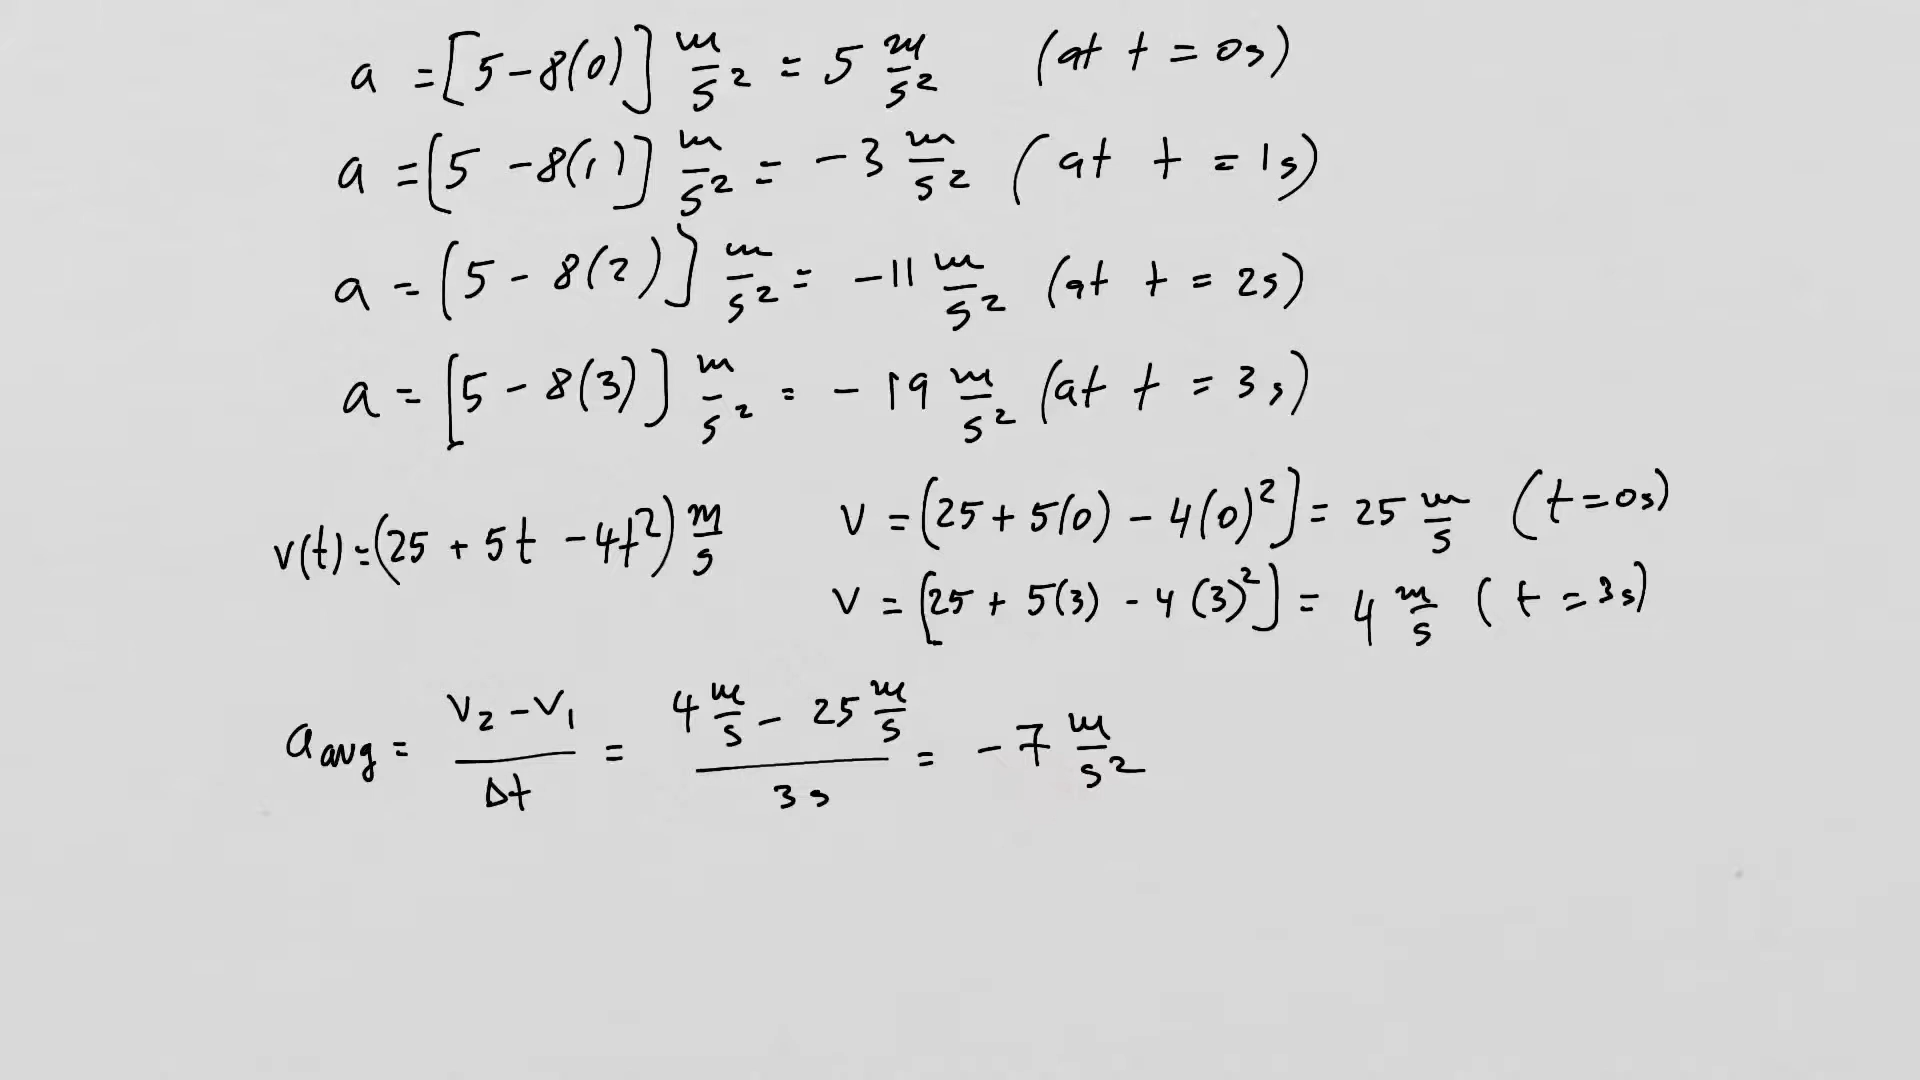 a = [5-8(0)] m/s² = 5 m/s² (at t = 0s)
a = [5-8(1)] m/s² = -3 m/s² (at t = 1s)
a = [5-8(2)] m/s² = -11 m/s² (at t = 2s)
a = [5-8(3)] m/s² = -19 m/s² (at t = 3s)
v(t) = (25 + 5t - 4t²) m/s
v = [25 + 5(0) - 4(0)²] = 25 m/s (t = 0s)
v = [25 + 5(3) - 4(3)²] = 4 m/s (t = 3s)
a avg = (v₂ - v₁)/Δt = (4 m/s - 25 m/s)/3s = -7 m/s²